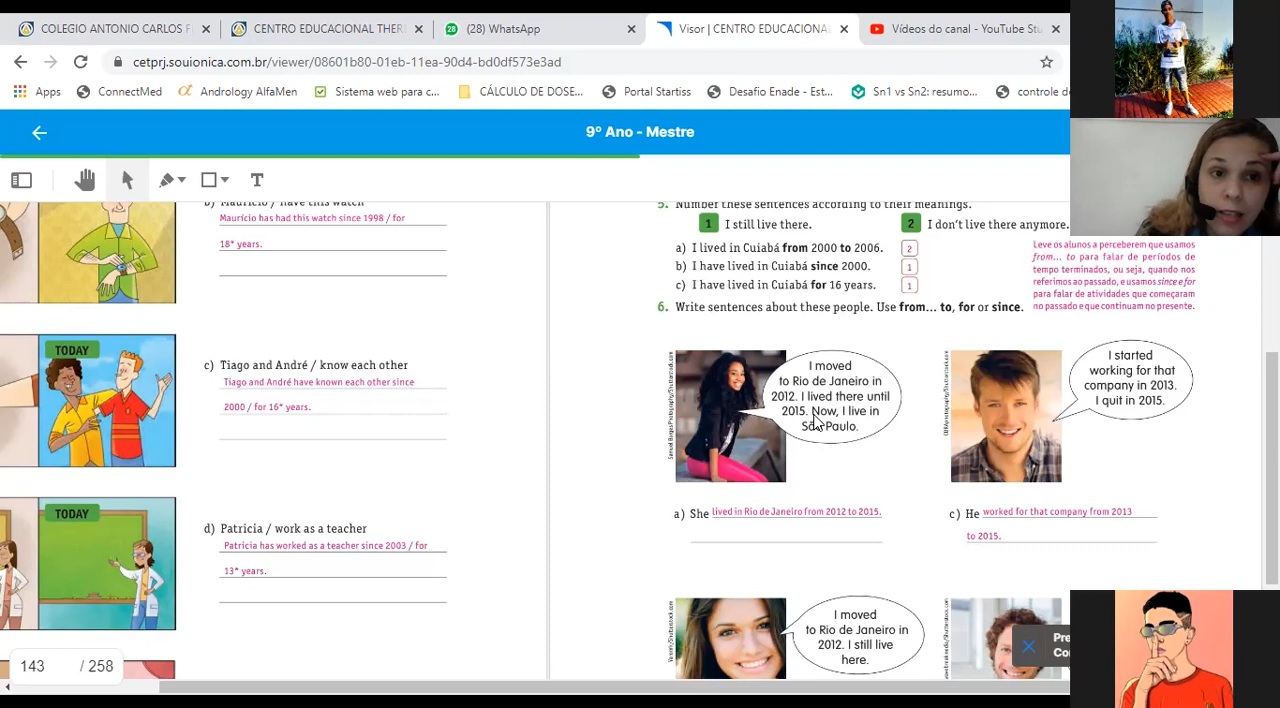 COLEGIO ANTONIO CARLOS F
CENTRO EDUCACIONAL THER
(28) WhatsApp
Visor | CENTRO EDUCACIONA
Vídeos do canal - YouTube Stu
cetprj.souionica.com.br/viewer/08601b80-01eb-11ea-90d4-bd0df573e3ad
Apps
ConnectMed
Andrology AlfaMen
Sistema web para c...
CÁLCULO DE DOSE...
Portal Startiss
Desafio Enade - Est...
Sn1 vs Sn2: resumo...
controle d
9º Ano - Mestre
b) Maurício / have this watch
Maurício has had this watch since 1998 / for
18* years.
TODAY
c) Tiago and André / know each other
Tiago and André have known each other since
2000 / for 16* years.
TODAY
d) Patricia / work as a teacher
Patricia has worked as a teacher since 2003 / for
13* years.
5. Number these sentences according to their meanings.
1 I still live there.
2 I don't live there anymore.
a) I lived in Cuiabá from 2000 to 2006. 2
b) I have lived in Cuiabá since 2000. 1
c) I have lived in Cuiabá for 16 years. 1
Leve os alunos a perceberem que usamos
from... to para falar de períodos de
tempo terminados, ou seja, quando nos
referimos ao passado, e usamos since e for
para falar de atividades que começaram
no passado e que continuam no presente.
6. Write sentences about these people. Use from... to, for or since.
I moved
to Rio de Janeiro in
2012. I lived there until
2015. Now, I live in
São Paulo.
a) She lived in Rio de Janeiro from 2012 to 2015.
I started
working for that
company in 2013.
I quit in 2015.
c) He worked for that company from 2013
to 2015.
I moved
to Rio de Janeiro in
2012. I still live
here.
Pre
Co
143 / 258